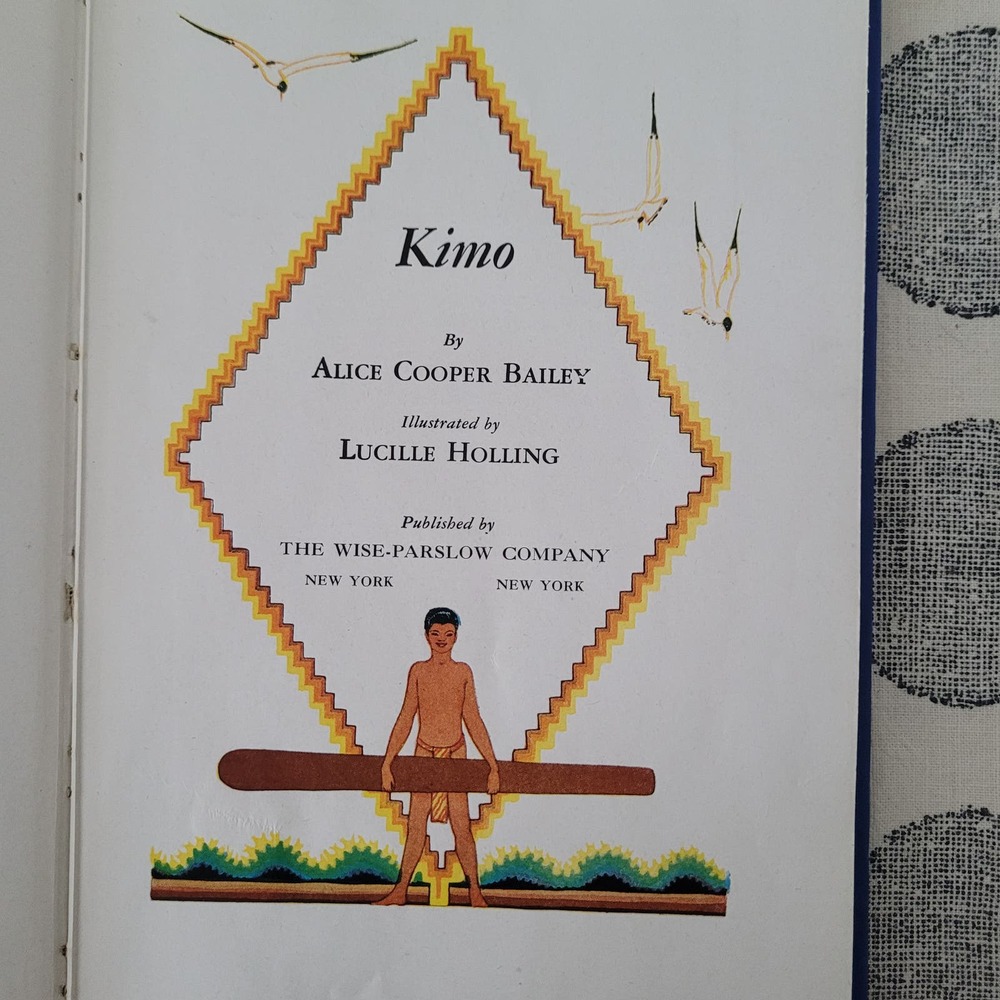 Kimo
By
ALICE COOPER BAILEY
Illustrated by
LUCILLE HOLLING
Published by
THE WISE-PARSLOW COMPANY
NEW YORK NEW YORK